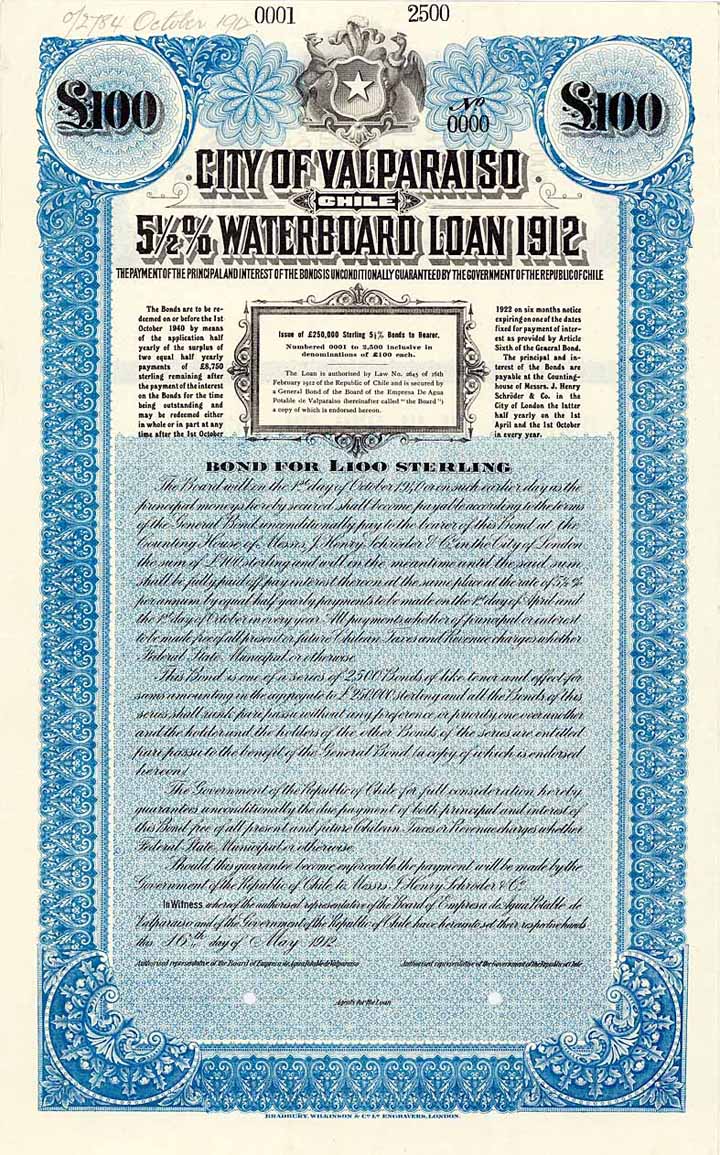 o/2784 October 1912
0001 2500
£100
£100
No
0000
CITY OF VALPARAISO
CHILE
5½% WATERBOARD LOAN 1912
THE PAYMENT OF THE PRINCIPAL AND INTEREST OF THE BONDS IS UNCONDITIONALLY GUARANTEED BY THE GOVERNMENT OF THE REPUBLIC OF CHILE
The Bonds are to be re-
deemed on or before the 1st
October 1940 by means
of the application half
yearly of the surplus of
two equal half yearly
payments of £8,750
sterling remaining after
the payment of the interest
on the Bonds for the time
being outstanding and
may be redeemed either
in whole or in part at any
time after the 1st October
Issue of £250,000 Sterling 5½% Bonds to Bearer.
Numbered 0001 to 2,500 inclusive in
denominations of £100 each.
The Loan is authorised by Law No. 2645 of 16th
February 1912 of the Republic of Chile and is secured by
a General Bond of the Board of the Empresa De Agua
Potable de Valparaiso (hereinafter called "the Board")
a copy of which is endorsed hereon.
1922 on six months notice
expiring on one of the dates
fixed for payment of inter-
est as provided by Article
Sixth of the General Bond.
The principal and in-
terest of the Bonds are
payable at the Counting-
house of Messrs. J. Henry
Schröder & Co. in the
City of London the latter
half yearly on the 1st
April and the 1st October
in every year.
BOND FOR £100 STERLING
The Board will on the 1st day of October 1940 or on such earlier day as the
principal moneys hereby secured shall become payable according to the terms
of the General Bond, unconditionally pay to the bearer of this Bond at the
Counting House of Messrs J. Henry Schröder & Co. in the City of London
the sum of £100 sterling and will in the meantime until the said sum
shall be fully paid off, pay interest thereon at the same place at the rate of 5½%
per annum by equal half yearly payments to be made on the 1st day of April and
the 1st day of October in every year. All payments whether of principal or interest
to be made free of all present or future Chilean Taxes and Revenue charges whether
Federal State, Municipal or otherwise.
This Bond is one of a series of 2500 Bonds of like tenor and effect for
sums amounting in the aggregate to £250,000 sterling and all the Bonds of this
series shall rank pari passu without any preference or priority one over another
and the holder and the holders of the other Bonds of the series are entitled
pari passu to the benefit of the General Bond (a copy of which is endorsed
hereon)
The Government of the Republic of Chile for full consideration hereby
guarantees unconditionally the due payment of both principal and interest of
this Bond free of all present and future Chilean Taxes or Revenue charges whether
Federal State, Municipal or otherwise.
Should this guarantee become enforceable the payment will be made by the
Government of the Republic of Chile to Messrs J. Henry Schröder & Co.
In Witness whereof the authorised representative of the Board of Empresa de Agua Potable de
Valparaiso and of the Government of the Republic of Chile have hereunto set their respective hands
this 16th day of May 1912.
Authorised representative of the Board of Empresa de Agua Potable de Valparaiso Authorised representative of the Government of the Republic of Chile
Agents for the Loan
BRADBURY, WILKINSON & Co. Ld. ENGRAVERS, LONDON.